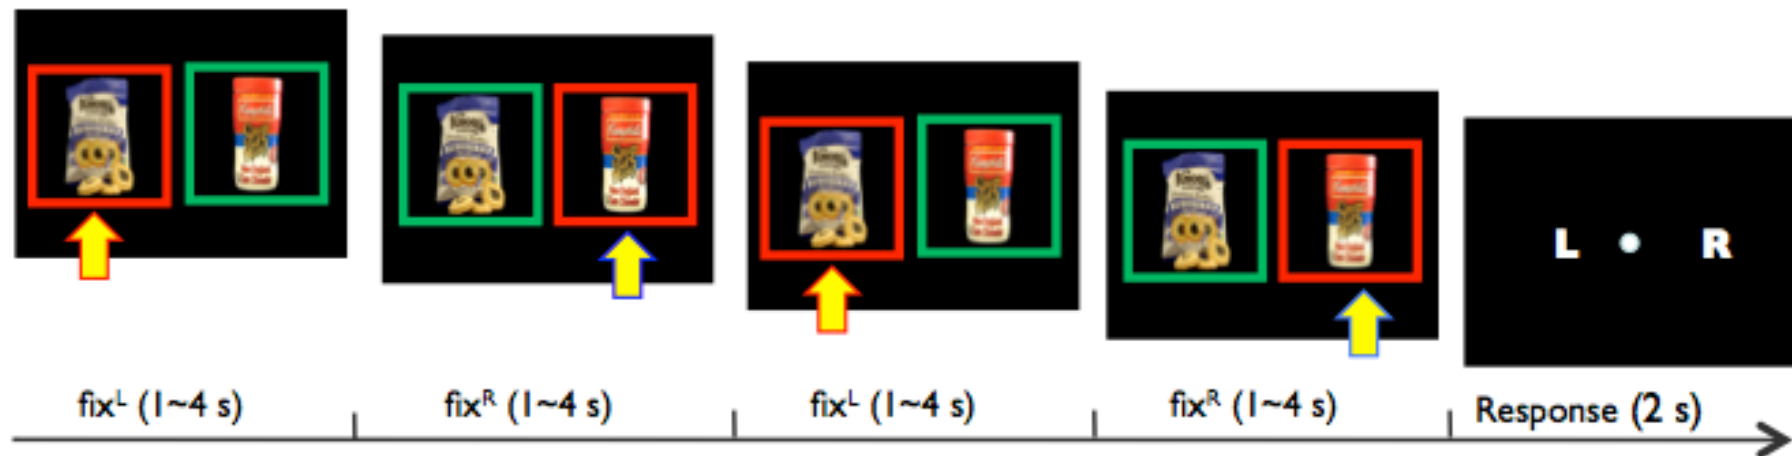 L R
fixᴸ (1~4 s) fixᴿ (1~4 s) fixᴸ (1~4 s) fixᴿ (1~4 s) Response (2 s)